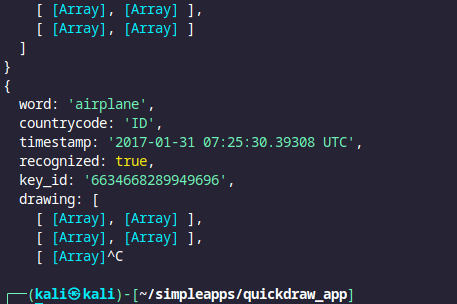 [ [Array], [Array] ],
[ [Array], [Array] ]
]
}
{
word: 'airplane',
countrycode: 'ID',
timestamp: '2017-01-31 07:25:30.39308 UTC',
recognized: true,
key_id: '6634668289949696',
drawing: [
[ [Array], [Array] ],
[ [Array], [Array] ],
[ [Array]^C
┌──(kali㉿kali)-[~/simpleapps/quickdraw_app]